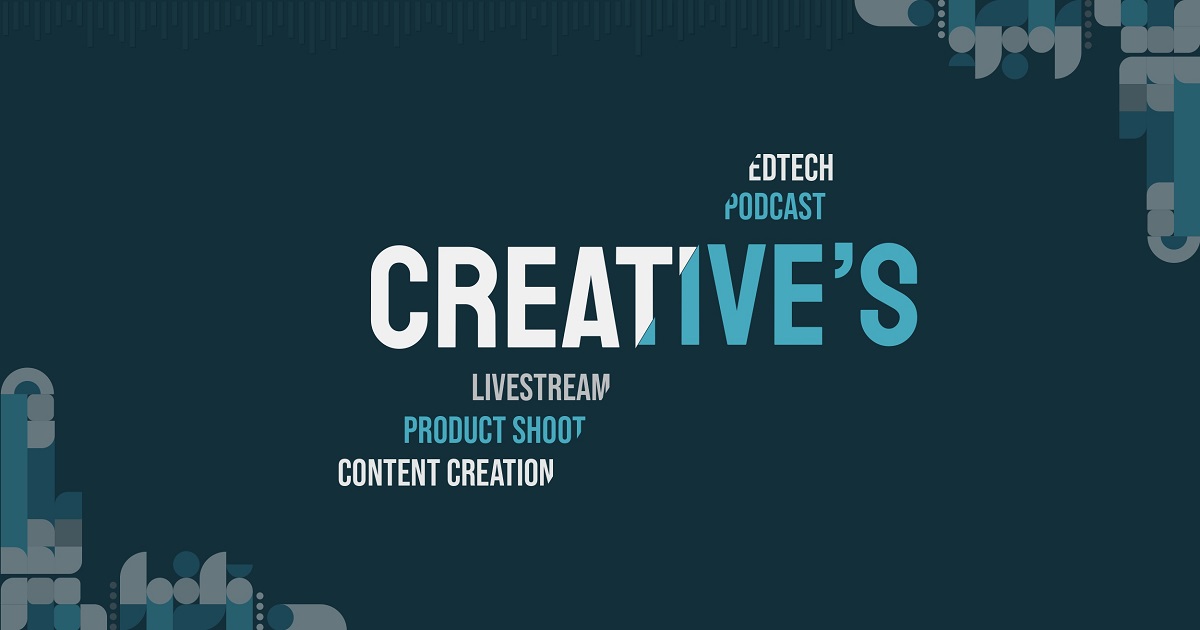 EDTECH
PODCAST
CREATIVE’S
LIVESTREAM
PRODUCT SHOOT
CONTENT CREATION